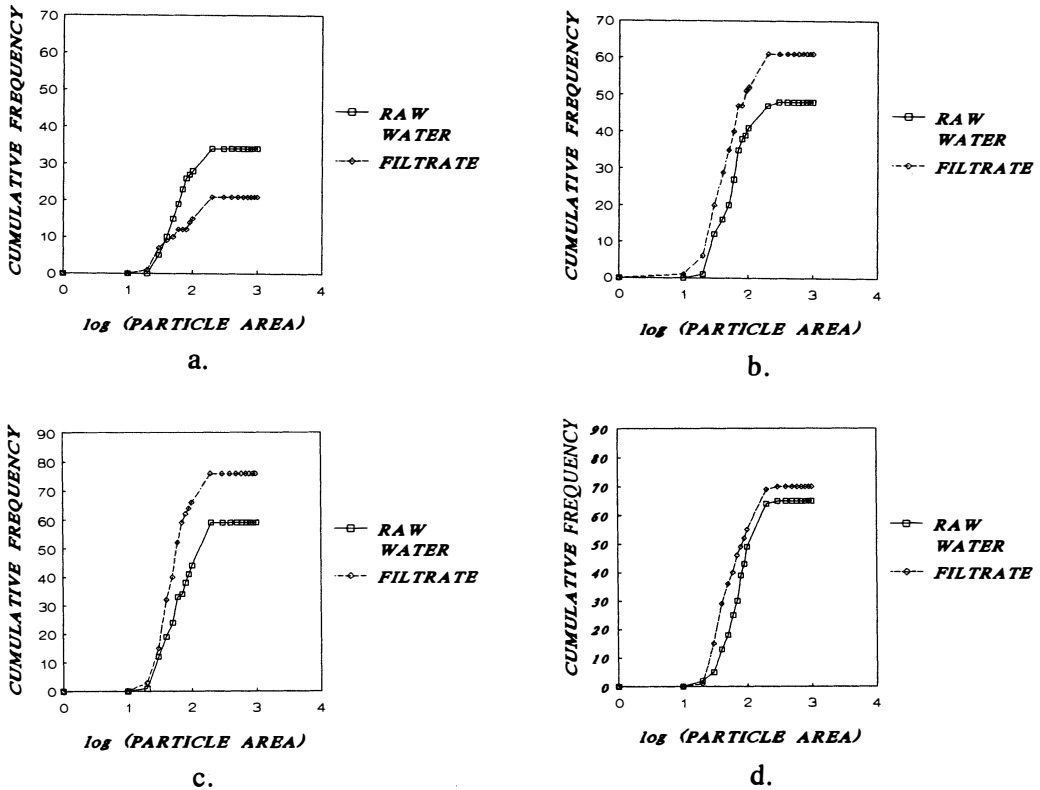 CUMULATIVE FREQUENCY
70
60
50
40
30
20
10
0
0 1 2 3 4
log (PARTICLE AREA)
RAW
WATER
FILTRATE
a.
CUMULATIVE FREQUENCY
70
60
50
40
30
20
10
0
0 1 2 3 4
log (PARTICLE AREA)
RAW
WATER
FILTRATE
b.
CUMULATIVE FREQUENCY
90
80
70
60
50
40
30
20
10
0
0 1 2 3 4
log (PARTICLE AREA)
RAW
WATER
FILTRATE
c.
CUMULATIVE FREQUENCY
90
80
70
60
50
40
30
20
10
0
0 1 2 3 4
log (PARTICLE AREA)
RAW
WATER
FILTRATE
d.